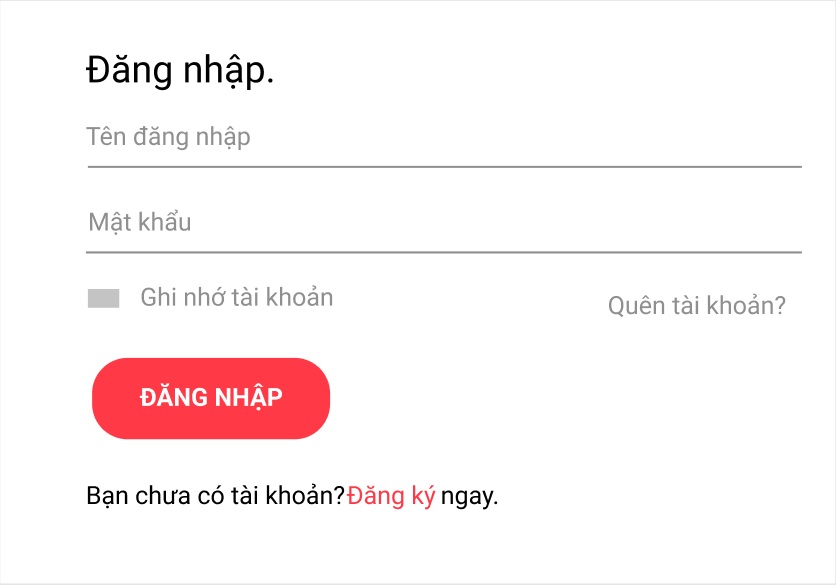 Đăng nhập.
Tên đăng nhập
Mật khẩu
Ghi nhớ tài khoản
Quên tài khoản?
ĐĂNG NHẬP
Bạn chưa có tài khoản?Đăng ký ngay.